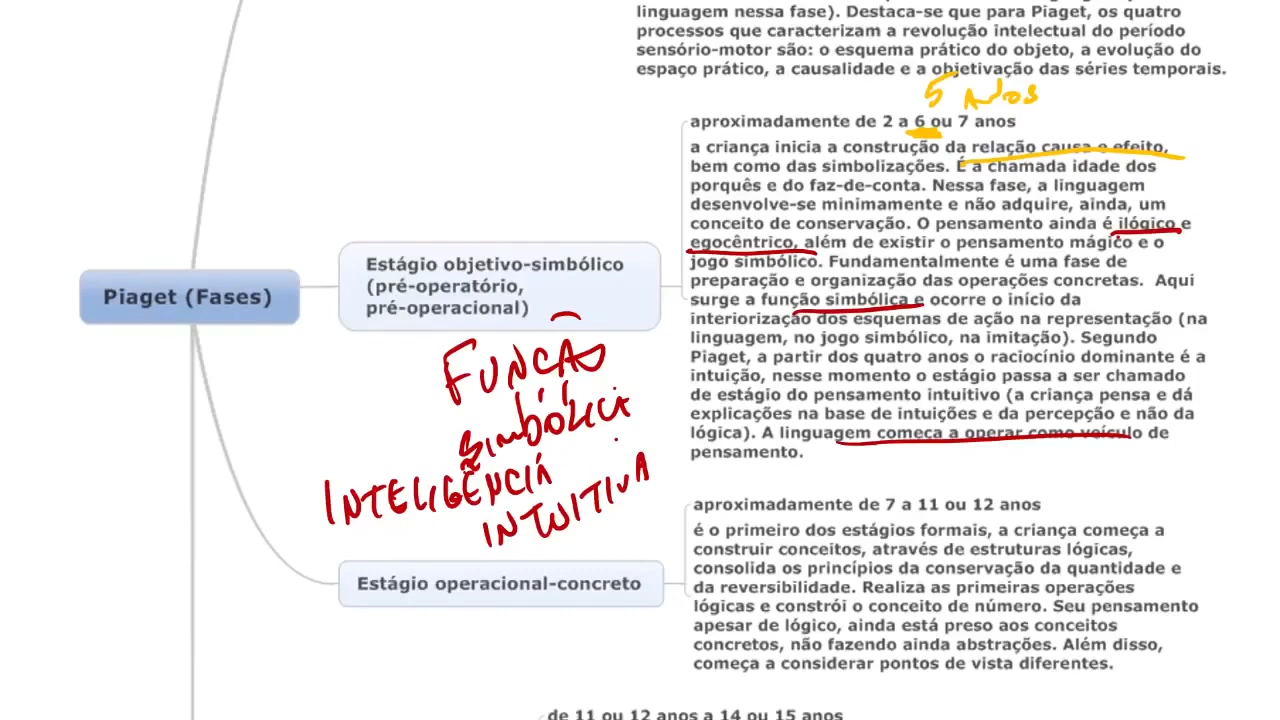 linguagem nessa fase). Destaca-se que para Piaget, os quatro
processos que caracterizam a revolução intelectual do período
sensório-motor são: o esquema prático do objeto, a evolução do
espaço prático, a causalidade e a objetivação das séries temporais.
5 ANOS
aproximadamente de 2 a 6 ou 7 anos
a criança inicia a construção da relação causa e efeito,
bem como das simbolizações. É a chamada idade dos
porquês e do faz-de-conta. Nessa fase, a linguagem
desenvolve-se minimamente e não adquire, ainda, um
conceito de conservação. O pensamento ainda é ilógico e
egocêntrico, além de existir o pensamento mágico e o
jogo simbólico. Fundamentalmente é uma fase de
preparação e organização das operações concretas. Aqui
surge a função simbólica e ocorre o início da
interiorização dos esquemas de ação na representação (na
linguagem, no jogo simbólico, na imitação). Segundo
Piaget, a partir dos quatro anos o raciocínio dominante é a
intuição, nesse momento o estágio passa a ser chamado
de estágio do pensamento intuitivo (a criança pensa e dá
explicações na base de intuições e da percepção e não da
lógica). A linguagem começa a operar como veículo de
pensamento.
Estágio objetivo-simbólico
(pré-operatório,
pré-operacional)
Piaget (Fases)
FUNÇÃO
SIMBÓLICA
INTELIGÊNCIA
INTUITIVA
aproximadamente de 7 a 11 ou 12 anos
é o primeiro dos estágios formais, a criança começa a
construir conceitos, através de estruturas lógicas,
consolida os princípios da conservação da quantidade e
da reversibilidade. Realiza as primeiras operações
lógicas e constrói o conceito de número. Seu pensamento
apesar de lógico, ainda está preso aos conceitos
concretos, não fazendo ainda abstrações. Além disso,
começa a considerar pontos de vista diferentes.
Estágio operacional-concreto
de 11 ou 12 anos a 14 ou 15 anos